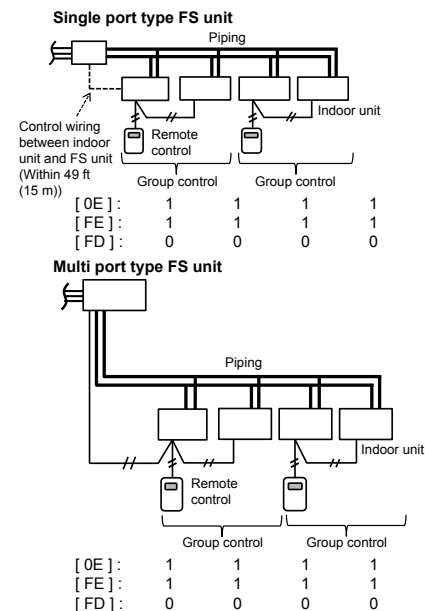 Single port type FS unit
Piping
Indoor unit
Control wiring
between indoor
unit and FS unit
(Within 49 ft
(15 m))
Remote
control
Group control Group control
[ 0E ] : 1 1 1 1
[ FE ] : 1 1 1 1
[ FD ] : 0 0 0 0
Multi port type FS unit
Piping
Indoor unit
Remote
control
Group control Group control
[ 0E ] : 1 1 1 1
[ FE ] : 1 1 1 1
[ FD ] : 0 0 0 0